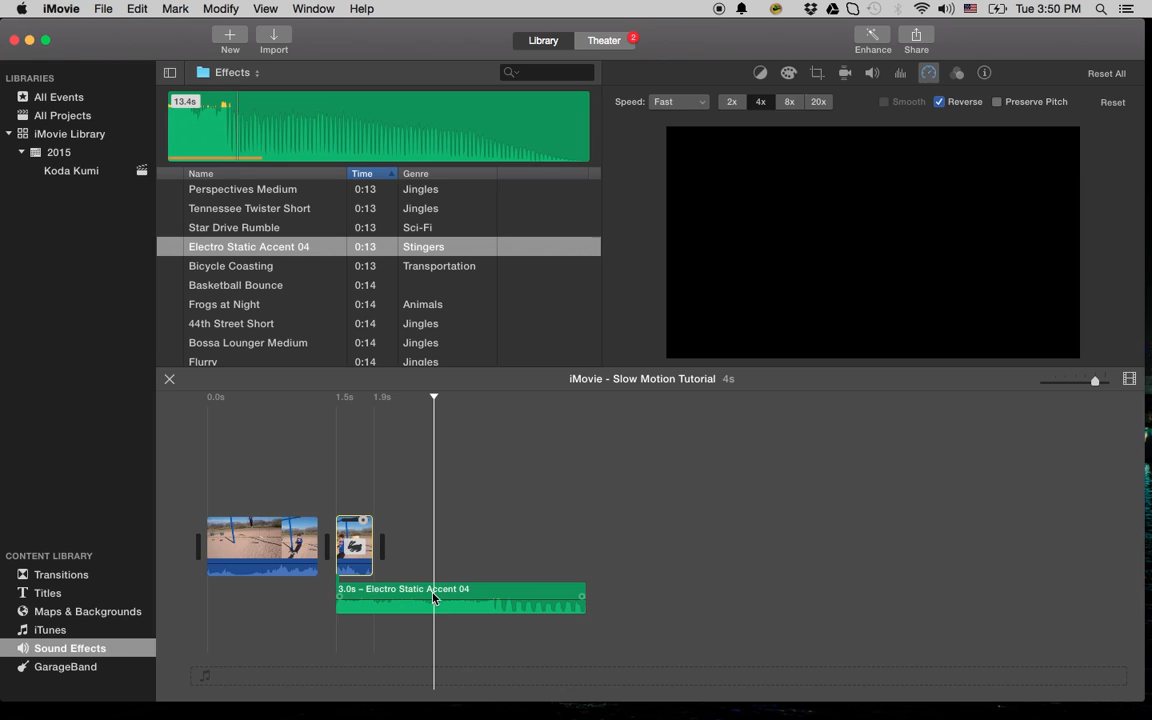 iMovie File Edit Mark Modify View Window Help Tue 3:50 PM
New Import Library Theater 2 Enhance Share
LIBRARIES
All Events
All Projects
iMovie Library
2015
Koda Kumi
Effects
13.4s
Name Time Genre
Perspectives Medium 0:13 Jingles
Tennessee Twister Short 0:13 Jingles
Star Drive Rumble 0:13 Sci-Fi
Electro Static Accent 04 0:13 Stingers
Bicycle Coasting 0:13 Transportation
Basketball Bounce 0:14
Frogs at Night 0:14 Animals
44th Street Short 0:14 Jingles
Bossa Lounger Medium 0:14 Jingles
Flurry 0:14 Jingles
Reset All
Speed: Fast 2x 4x 8x 20x Smooth Reverse Preserve Pitch Reset
iMovie - Slow Motion Tutorial 4s
0.0s 1.5s 1.9s
3.0s – Electro Static Accent 04
CONTENT LIBRARY
Transitions
T Titles
Maps & Backgrounds
iTunes
Sound Effects
GarageBand